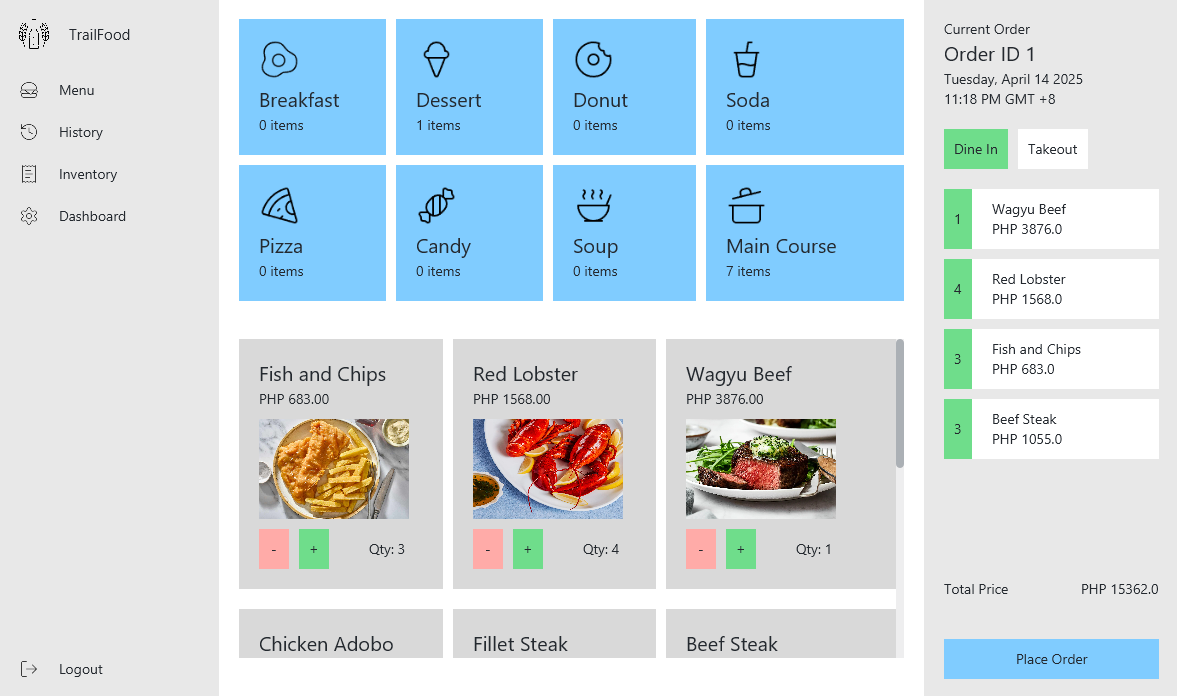 TrailFood
Menu
History
Inventory
Dashboard
Logout
Breakfast
0 items
Dessert
1 items
Donut
0 items
Soda
0 items
Pizza
0 items
Candy
0 items
Soup
0 items
Main Course
7 items
Fish and Chips
PHP 683.00
- + Qty: 3
Red Lobster
PHP 1568.00
- + Qty: 4
Wagyu Beef
PHP 3876.00
- + Qty: 1
Chicken Adobo
Fillet Steak
Beef Steak
Current Order
Order ID 1
Tuesday, April 14 2025
11:18 PM GMT +8
Dine In Takeout
1
Wagyu Beef
PHP 3876.0
4
Red Lobster
PHP 1568.0
3
Fish and Chips
PHP 683.0
3
Beef Steak
PHP 1055.0
Total Price PHP 15362.0
Place Order